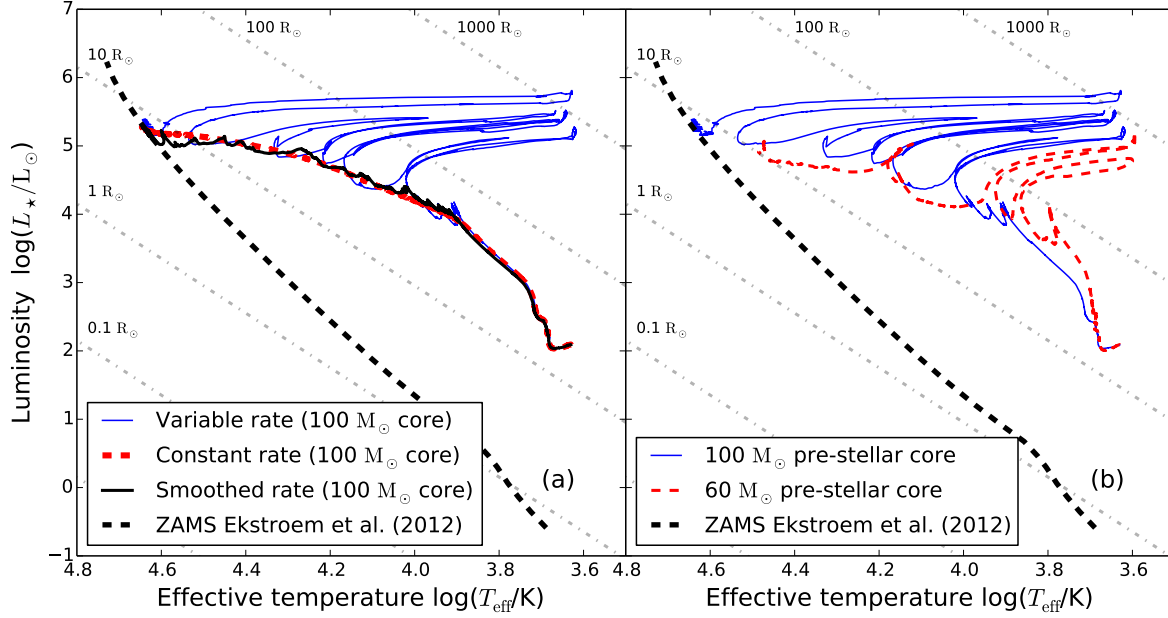 Luminosity log(L⋆/L⊙)
7
6
5
4
3
2
1
0
−1
10 R⊙
100 R⊙
1000 R⊙
1 R⊙
0.1 R⊙
Variable rate (100 M⊙ core)
Constant rate (100 M⊙ core)
Smoothed rate (100 M⊙ core)
ZAMS Ekstroem et al. (2012)
(a)
4.8 4.6 4.4 4.2 4.0 3.8 3.6
Effective temperature log(Teff/K)
10 R⊙
100 R⊙
1000 R⊙
1 R⊙
0.1 R⊙
100 M⊙ pre-stellar core
60 M⊙ pre-stellar core
ZAMS Ekstroem et al. (2012)
(b)
4.8 4.6 4.4 4.2 4.0 3.8 3.6
Effective temperature log(Teff/K)